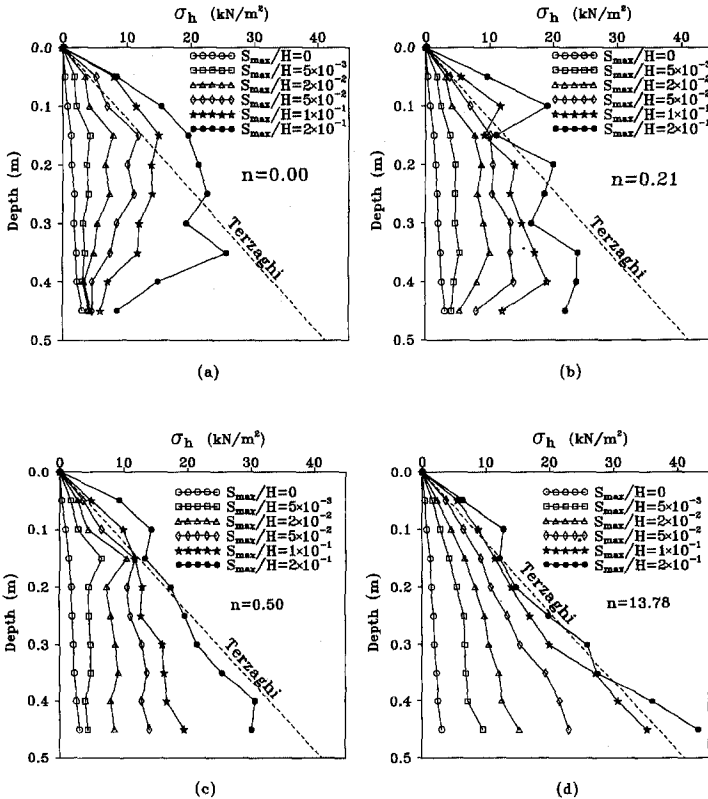 σh (kN/m²)
0 10 20 30 40
0.0
0.1
0.2
0.3
0.4
0.5
Depth (m)
Smax/H=0
Smax/H=5×10⁻³
Smax/H=2×10⁻²
Smax/H=5×10⁻²
Smax/H=1×10⁻¹
Smax/H=2×10⁻¹
n=0.00
Terzaghi
(a)
σh (kN/m²)
0 10 20 30 40
0.0
0.1
0.2
0.3
0.4
0.5
Depth (m)
Smax/H=0
Smax/H=5×10⁻³
Smax/H=2×10⁻²
Smax/H=5×10⁻²
Smax/H=1×10⁻¹
Smax/H=2×10⁻¹
n=0.21
Terzaghi
(b)
σh (kN/m²)
0 10 20 30 40
0.0
0.1
0.2
0.3
0.4
0.5
Depth (m)
Smax/H=0
Smax/H=5×10⁻³
Smax/H=2×10⁻²
Smax/H=5×10⁻²
Smax/H=1×10⁻¹
Smax/H=2×10⁻¹
n=0.50
Terzaghi
(c)
σh (kN/m²)
0 10 20 30 40
0.0
0.1
0.2
0.3
0.4
0.5
Depth (m)
Smax/H=0
Smax/H=5×10⁻³
Smax/H=2×10⁻²
Smax/H=5×10⁻²
Smax/H=1×10⁻¹
Smax/H=2×10⁻¹
n=13.78
Terzaghi
(d)